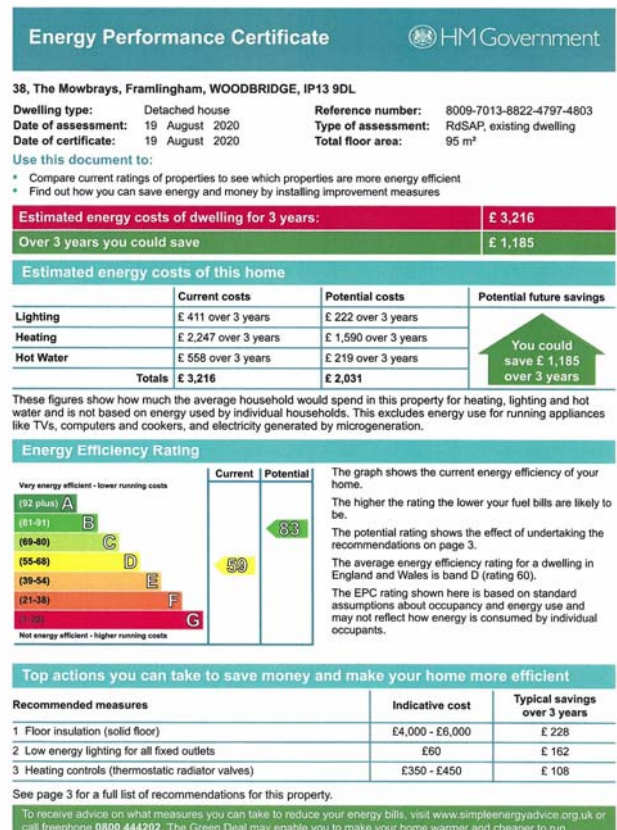 Energy Performance Certificate
HM Government
38, The Mowbrays, Framlingham, WOODBRIDGE, IP13 9DL
Dwelling type: Detached house
Date of assessment: 19 August 2020
Date of certificate: 19 August 2020
Reference number: 8009-7013-8822-4797-4803
Type of assessment: RdSAP, existing dwelling
Total floor area: 95 m²
Use this document to:
• Compare current ratings of properties to see which properties are more energy efficient
• Find out how you can save energy and money by installing improvement measures
Estimated energy costs of dwelling for 3 years: £ 3,216
Over 3 years you could save £ 1,185
Estimated energy costs of this home
Current costs Potential costs Potential future savings
Lighting £ 411 over 3 years £ 222 over 3 years
Heating £ 2,247 over 3 years £ 1,590 over 3 years
Hot Water £ 558 over 3 years £ 219 over 3 years
Totals £ 3,216 £ 2,031
You could
save £ 1,185
over 3 years
These figures show how much the average household would spend in this property for heating, lighting and hot
water and is not based on energy used by individual households. This excludes energy use for running appliances
like TVs, computers and cookers, and electricity generated by microgeneration.
Energy Efficiency Rating
Current Potential
Very energy efficient - lower running costs
(92 plus) A
(81-91) B
(69-80) C
(55-68) D
(39-54) E
(21-38) F
(1-20) G
Not energy efficient - higher running costs
59
83
The graph shows the current energy efficiency of your
home.
The higher the rating the lower your fuel bills are likely to
be.
The potential rating shows the effect of undertaking the
recommendations on page 3.
The average energy efficiency rating for a dwelling in
England and Wales is band D (rating 60).
The EPC rating shown here is based on standard
assumptions about occupancy and energy use and
may not reflect how energy is consumed by individual
occupants.
Top actions you can take to save money and make your home more efficient
Recommended measures Indicative cost Typical savings
over 3 years
1 Floor insulation (solid floor) £4,000 - £6,000 £ 228
2 Low energy lighting for all fixed outlets £60 £ 162
3 Heating controls (thermostatic radiator valves) £350 - £450 £ 108
See page 3 for a full list of recommendations for this property.
To receive advice on what measures you can take to reduce your energy bills, visit www.simpleenergyadvice.org.uk or
call freephone 0800 444202. The Green Deal may enable you to make your home warmer and cheaper to run.